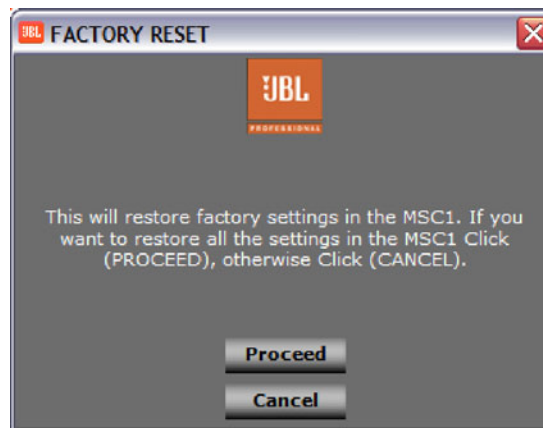 JBL FACTORY RESET
JBL
PROFESSIONAL
This will restore factory settings in the MSC1. If you
want to restore all the settings in the MSC1 Click
(PROCEED), otherwise Click (CANCEL).
Proceed
Cancel